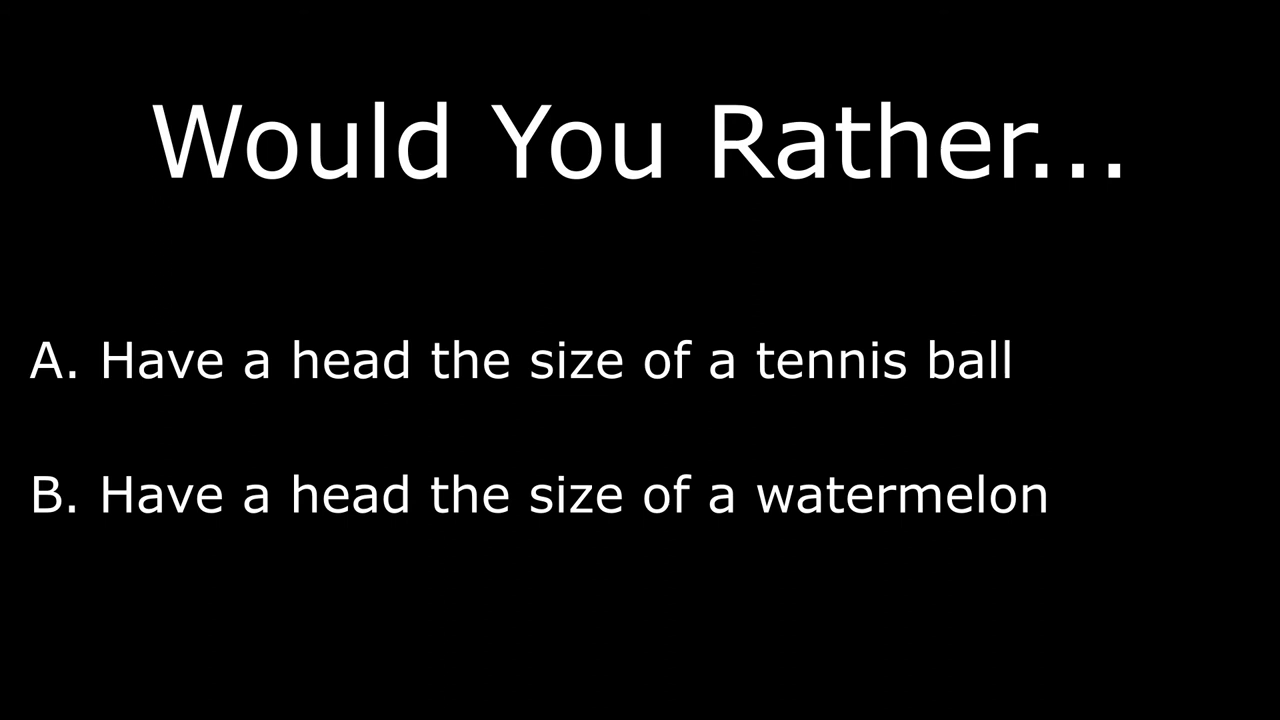 Would You Rather...
A. Have a head the size of a tennis ball
B. Have a head the size of a watermelon